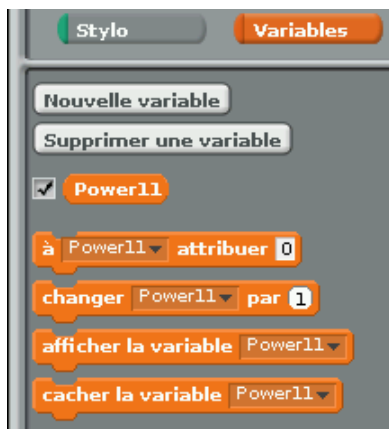 Stylo Variables
Nouvelle variable
Supprimer une variable
Power11
à Power11 attribuer 0
changer Power11 par 1
afficher la variable Power11
cacher la variable Power11